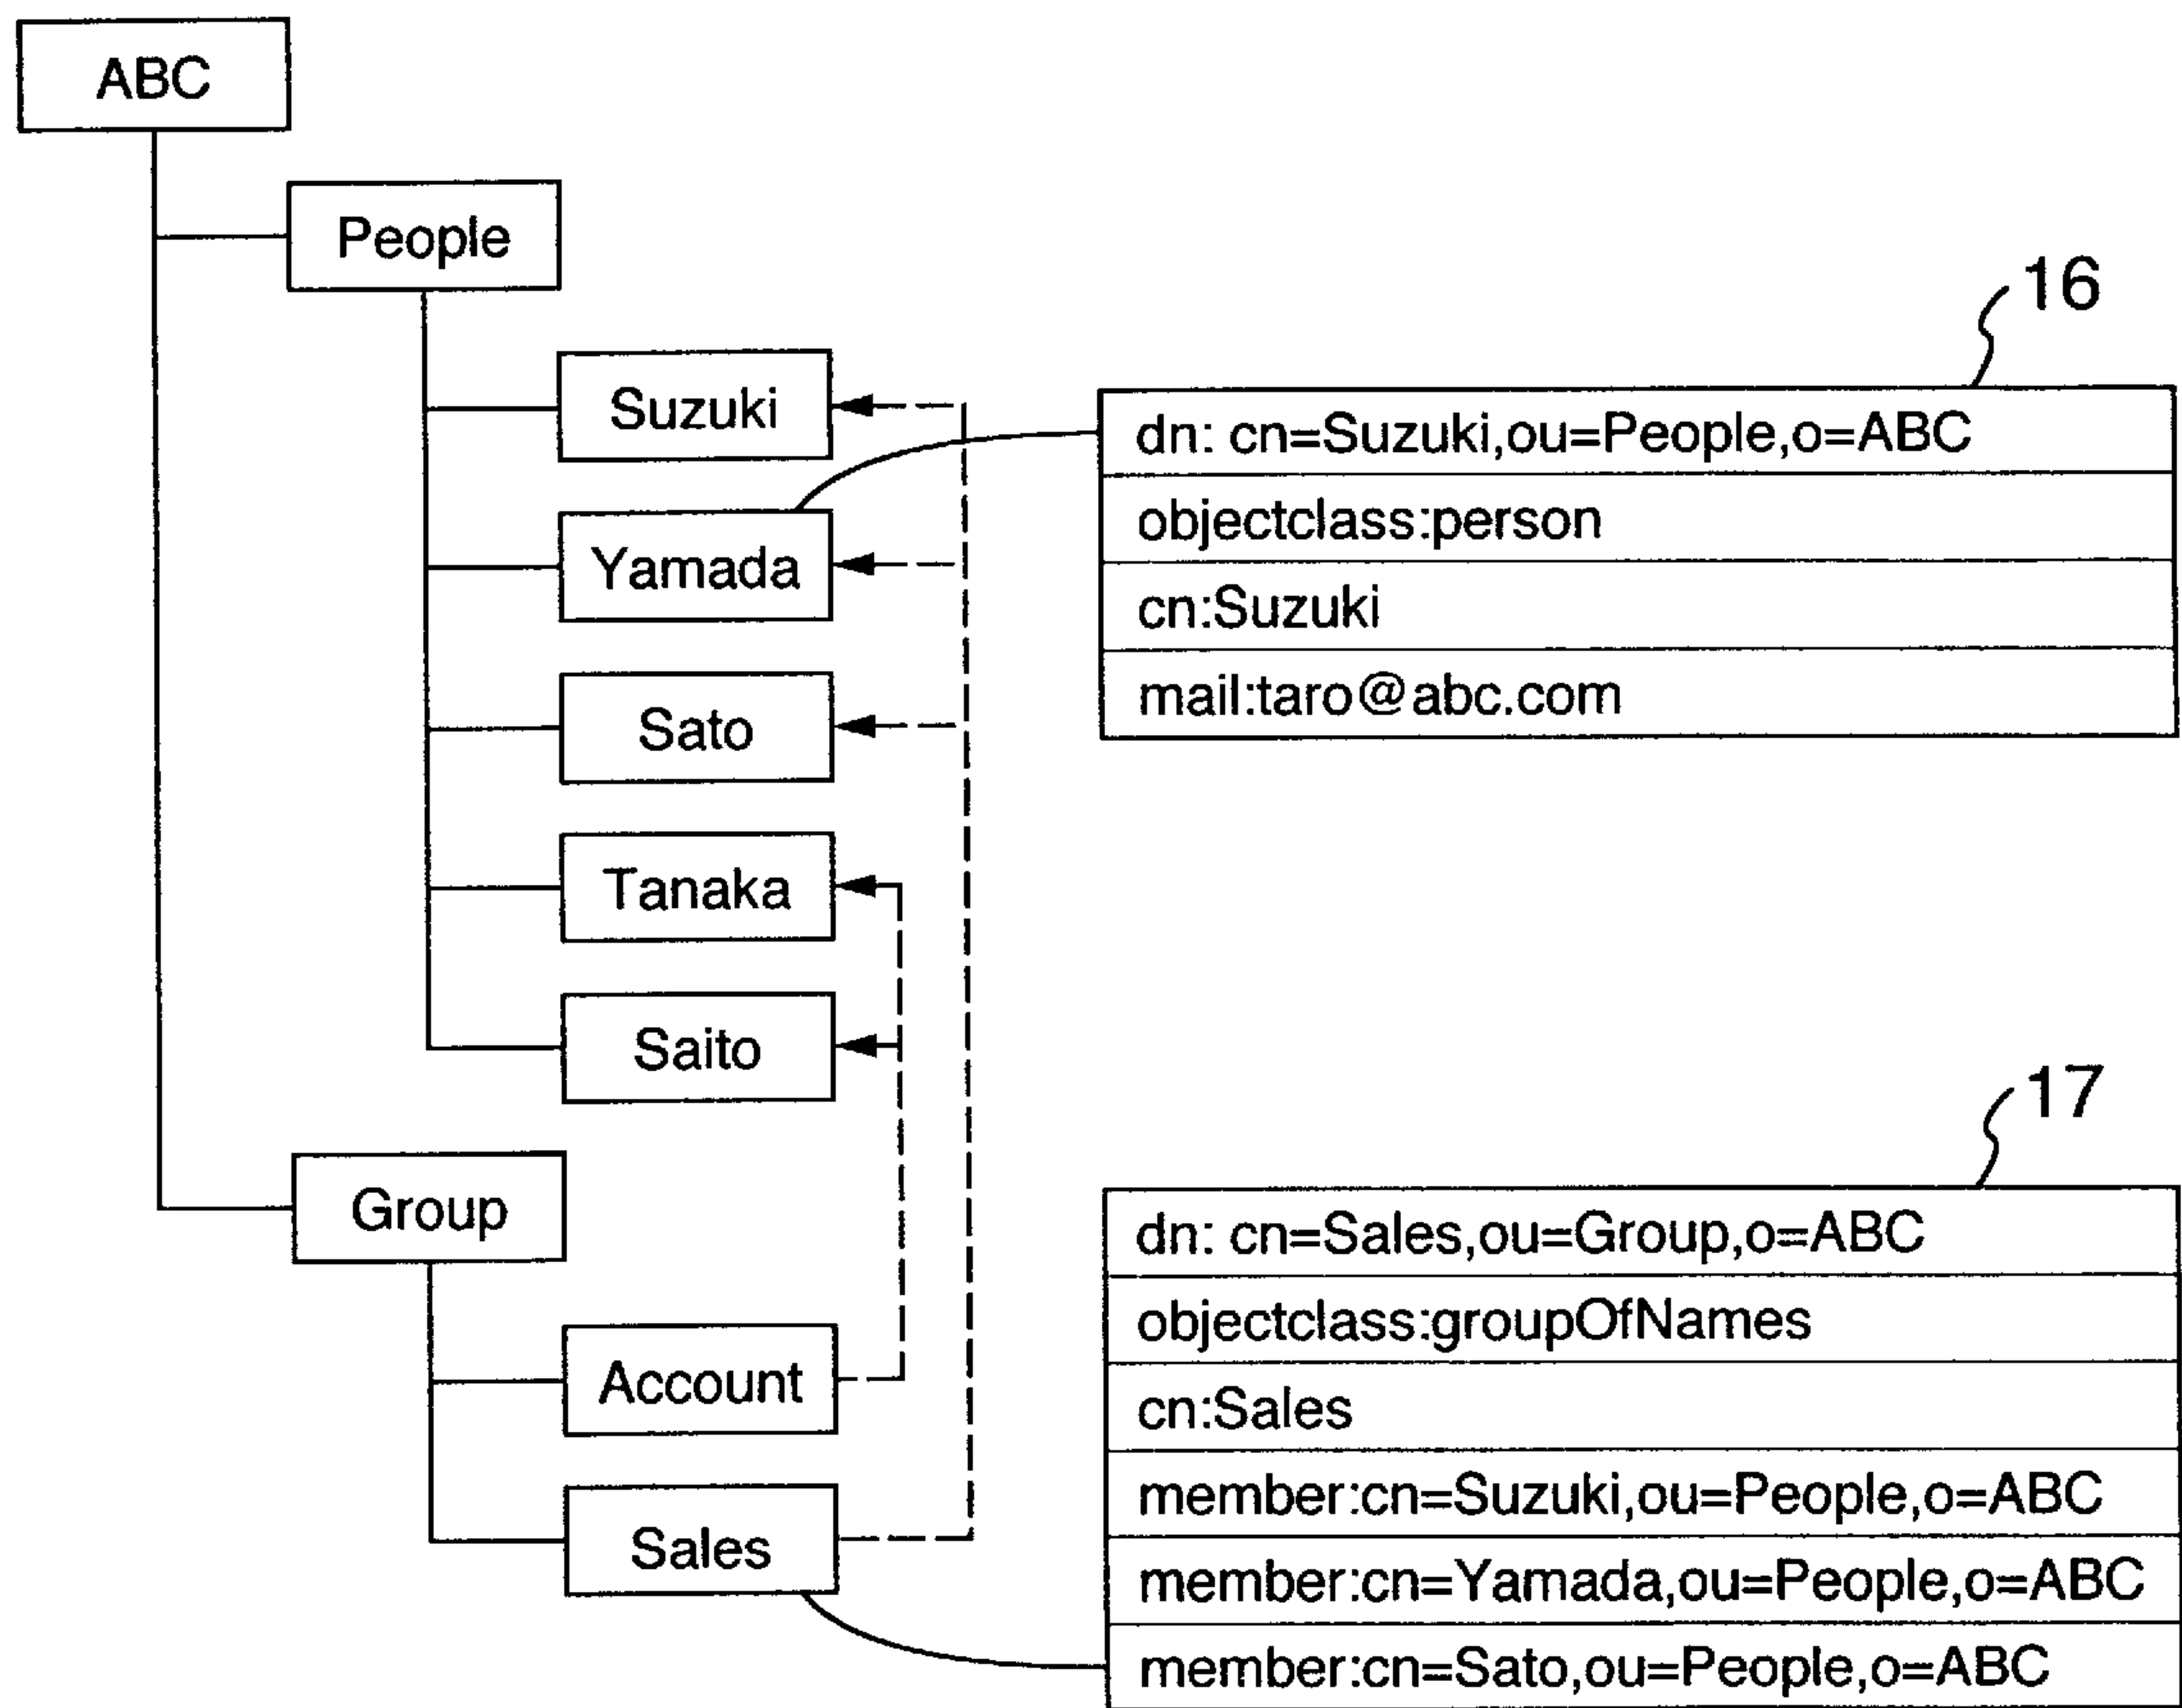 ABC
People
Suzuki
Yamada
Sato
Tanaka
Saito
Group
Account
Sales
16
dn: cn=Suzuki,ou=People,o=ABC
objectclass:person
cn:Suzuki
mail:taro@abc.com
17
dn: cn=Sales,ou=Group,o=ABC
objectclass:groupOfNames
cn:Sales
member:cn=Suzuki,ou=People,o=ABC
member:cn=Yamada,ou=People,o=ABC
member:cn=Sato,ou=People,o=ABC